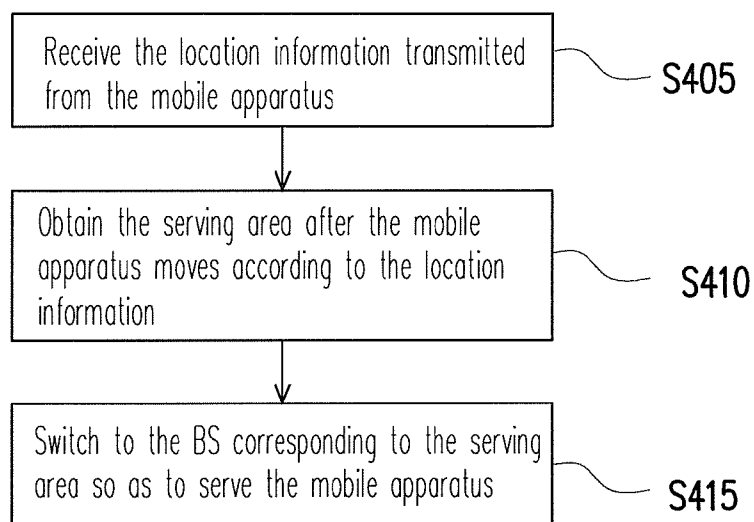 Receive the location information transmitted
from the mobile apparatus
S405
Obtain the serving area after the mobile
apparatus moves according to the location
information
S410
Switch to the BS corresponding to the serving
area so as to serve the mobile apparatus
S415